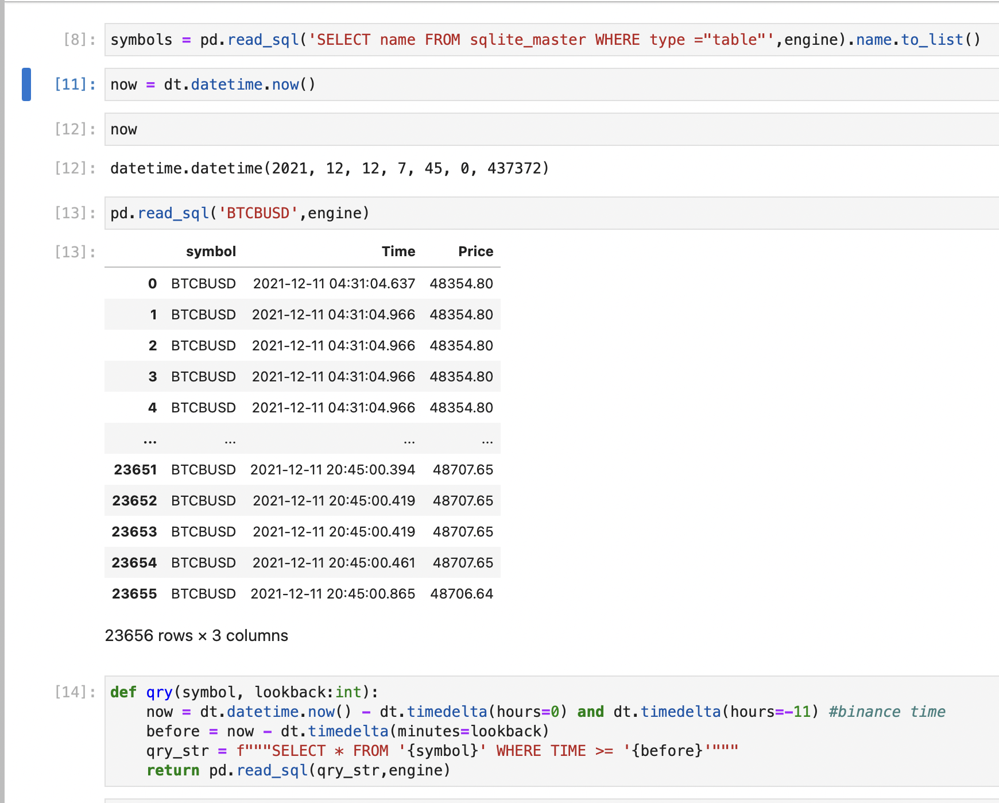 [8]: symbols = pd.read_sql('SELECT name FROM sqlite_master WHERE type ="table"',engine).name.to_list()
[11]: now = dt.datetime.now()
[12]: now
[12]: datetime.datetime(2021, 12, 12, 7, 45, 0, 437372)
[13]: pd.read_sql('BTCBUSD',engine)
[13]: symbol Time Price
0 BTCBUSD 2021-12-11 04:31:04.637 48354.80
1 BTCBUSD 2021-12-11 04:31:04.966 48354.80
2 BTCBUSD 2021-12-11 04:31:04.966 48354.80
3 BTCBUSD 2021-12-11 04:31:04.966 48354.80
4 BTCBUSD 2021-12-11 04:31:04.966 48354.80
... ... ... ...
23651 BTCBUSD 2021-12-11 20:45:00.394 48707.65
23652 BTCBUSD 2021-12-11 20:45:00.419 48707.65
23653 BTCBUSD 2021-12-11 20:45:00.419 48707.65
23654 BTCBUSD 2021-12-11 20:45:00.461 48707.65
23655 BTCBUSD 2021-12-11 20:45:00.865 48706.64
23656 rows × 3 columns
[14]: def qry(symbol, lookback:int):
    now = dt.datetime.now() - dt.timedelta(hours=0) and dt.timedelta(hours=-11) #binance time
    before = now - dt.timedelta(minutes=lookback)
    qry_str = f"""SELECT * FROM '{symbol}' WHERE TIME >= '{before}'"""
    return pd.read_sql(qry_str,engine)